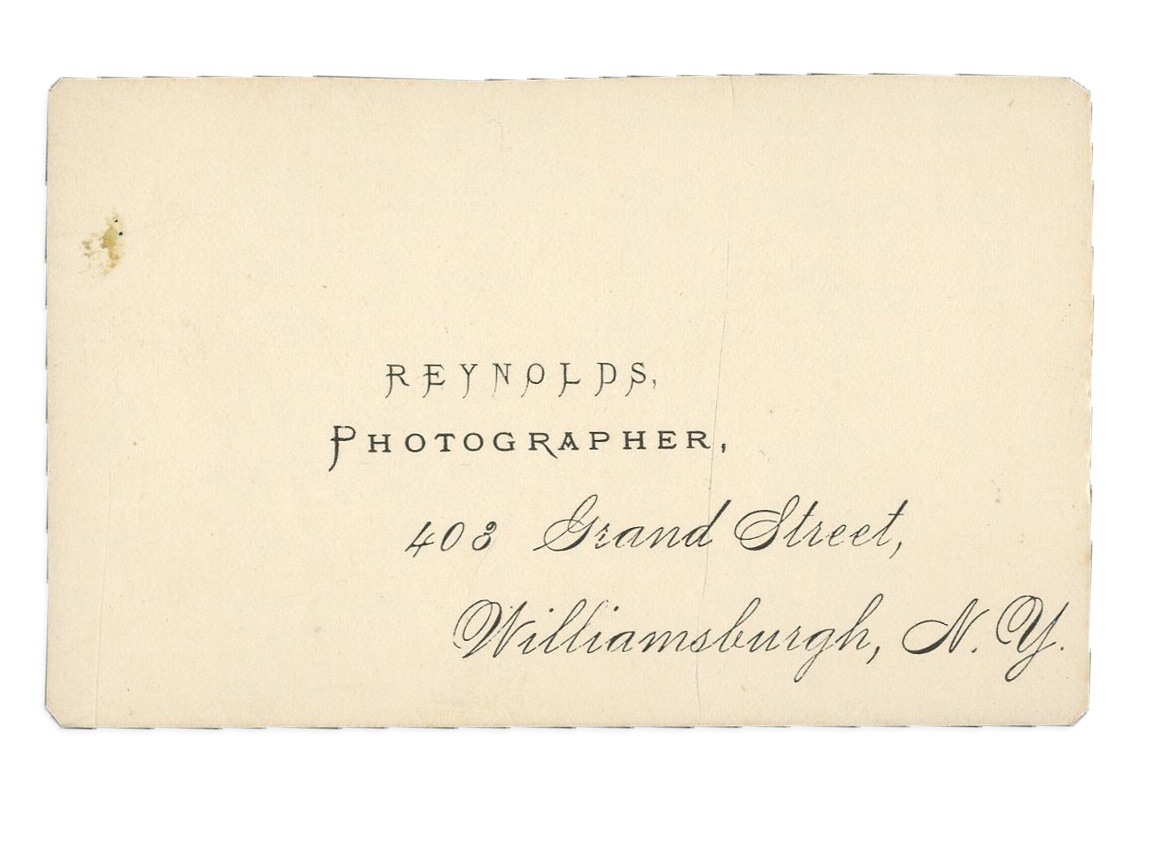 REYNOLDS,
PHOTOGRAPHER,
403 Grand Street,
Williamsburgh, N. Y.